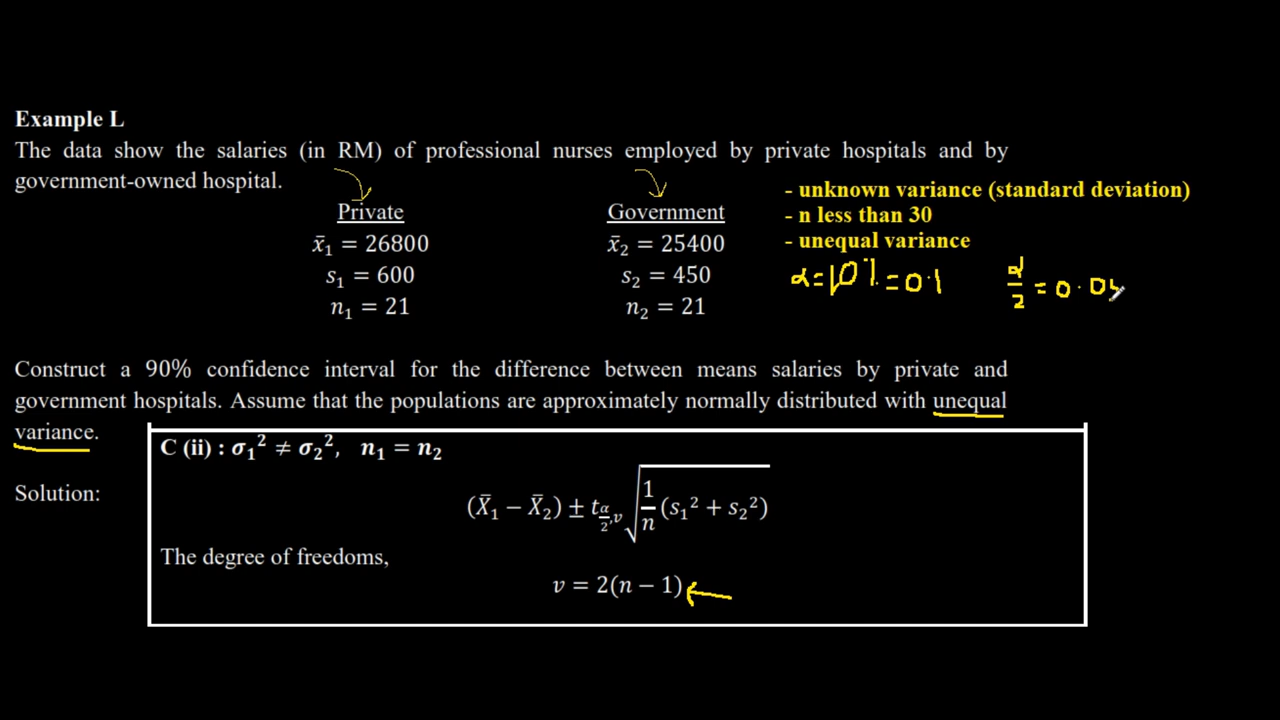 Example L
The data show the salaries (in RM) of professional nurses employed by private hospitals and by
government-owned hospital.
Private
x̄₁ = 26800
s₁ = 600
n₁ = 21
Government
x̄₂ = 25400
s₂ = 450
n₂ = 21
- unknown variance (standard deviation)
- n less than 30
- unequal variance
α = 10% = 0.1
α/2 = 0.05
Construct a 90% confidence interval for the difference between means salaries by private and
government hospitals. Assume that the populations are approximately normally distributed with unequal
variance.
Solution:
C (ii) : σ₁² ≠ σ₂², n₁ = n₂
(X̄₁ − X̄₂) ± t_{α/2,v} √(1/n (s₁² + s₂²))
The degree of freedoms,
v = 2(n − 1)